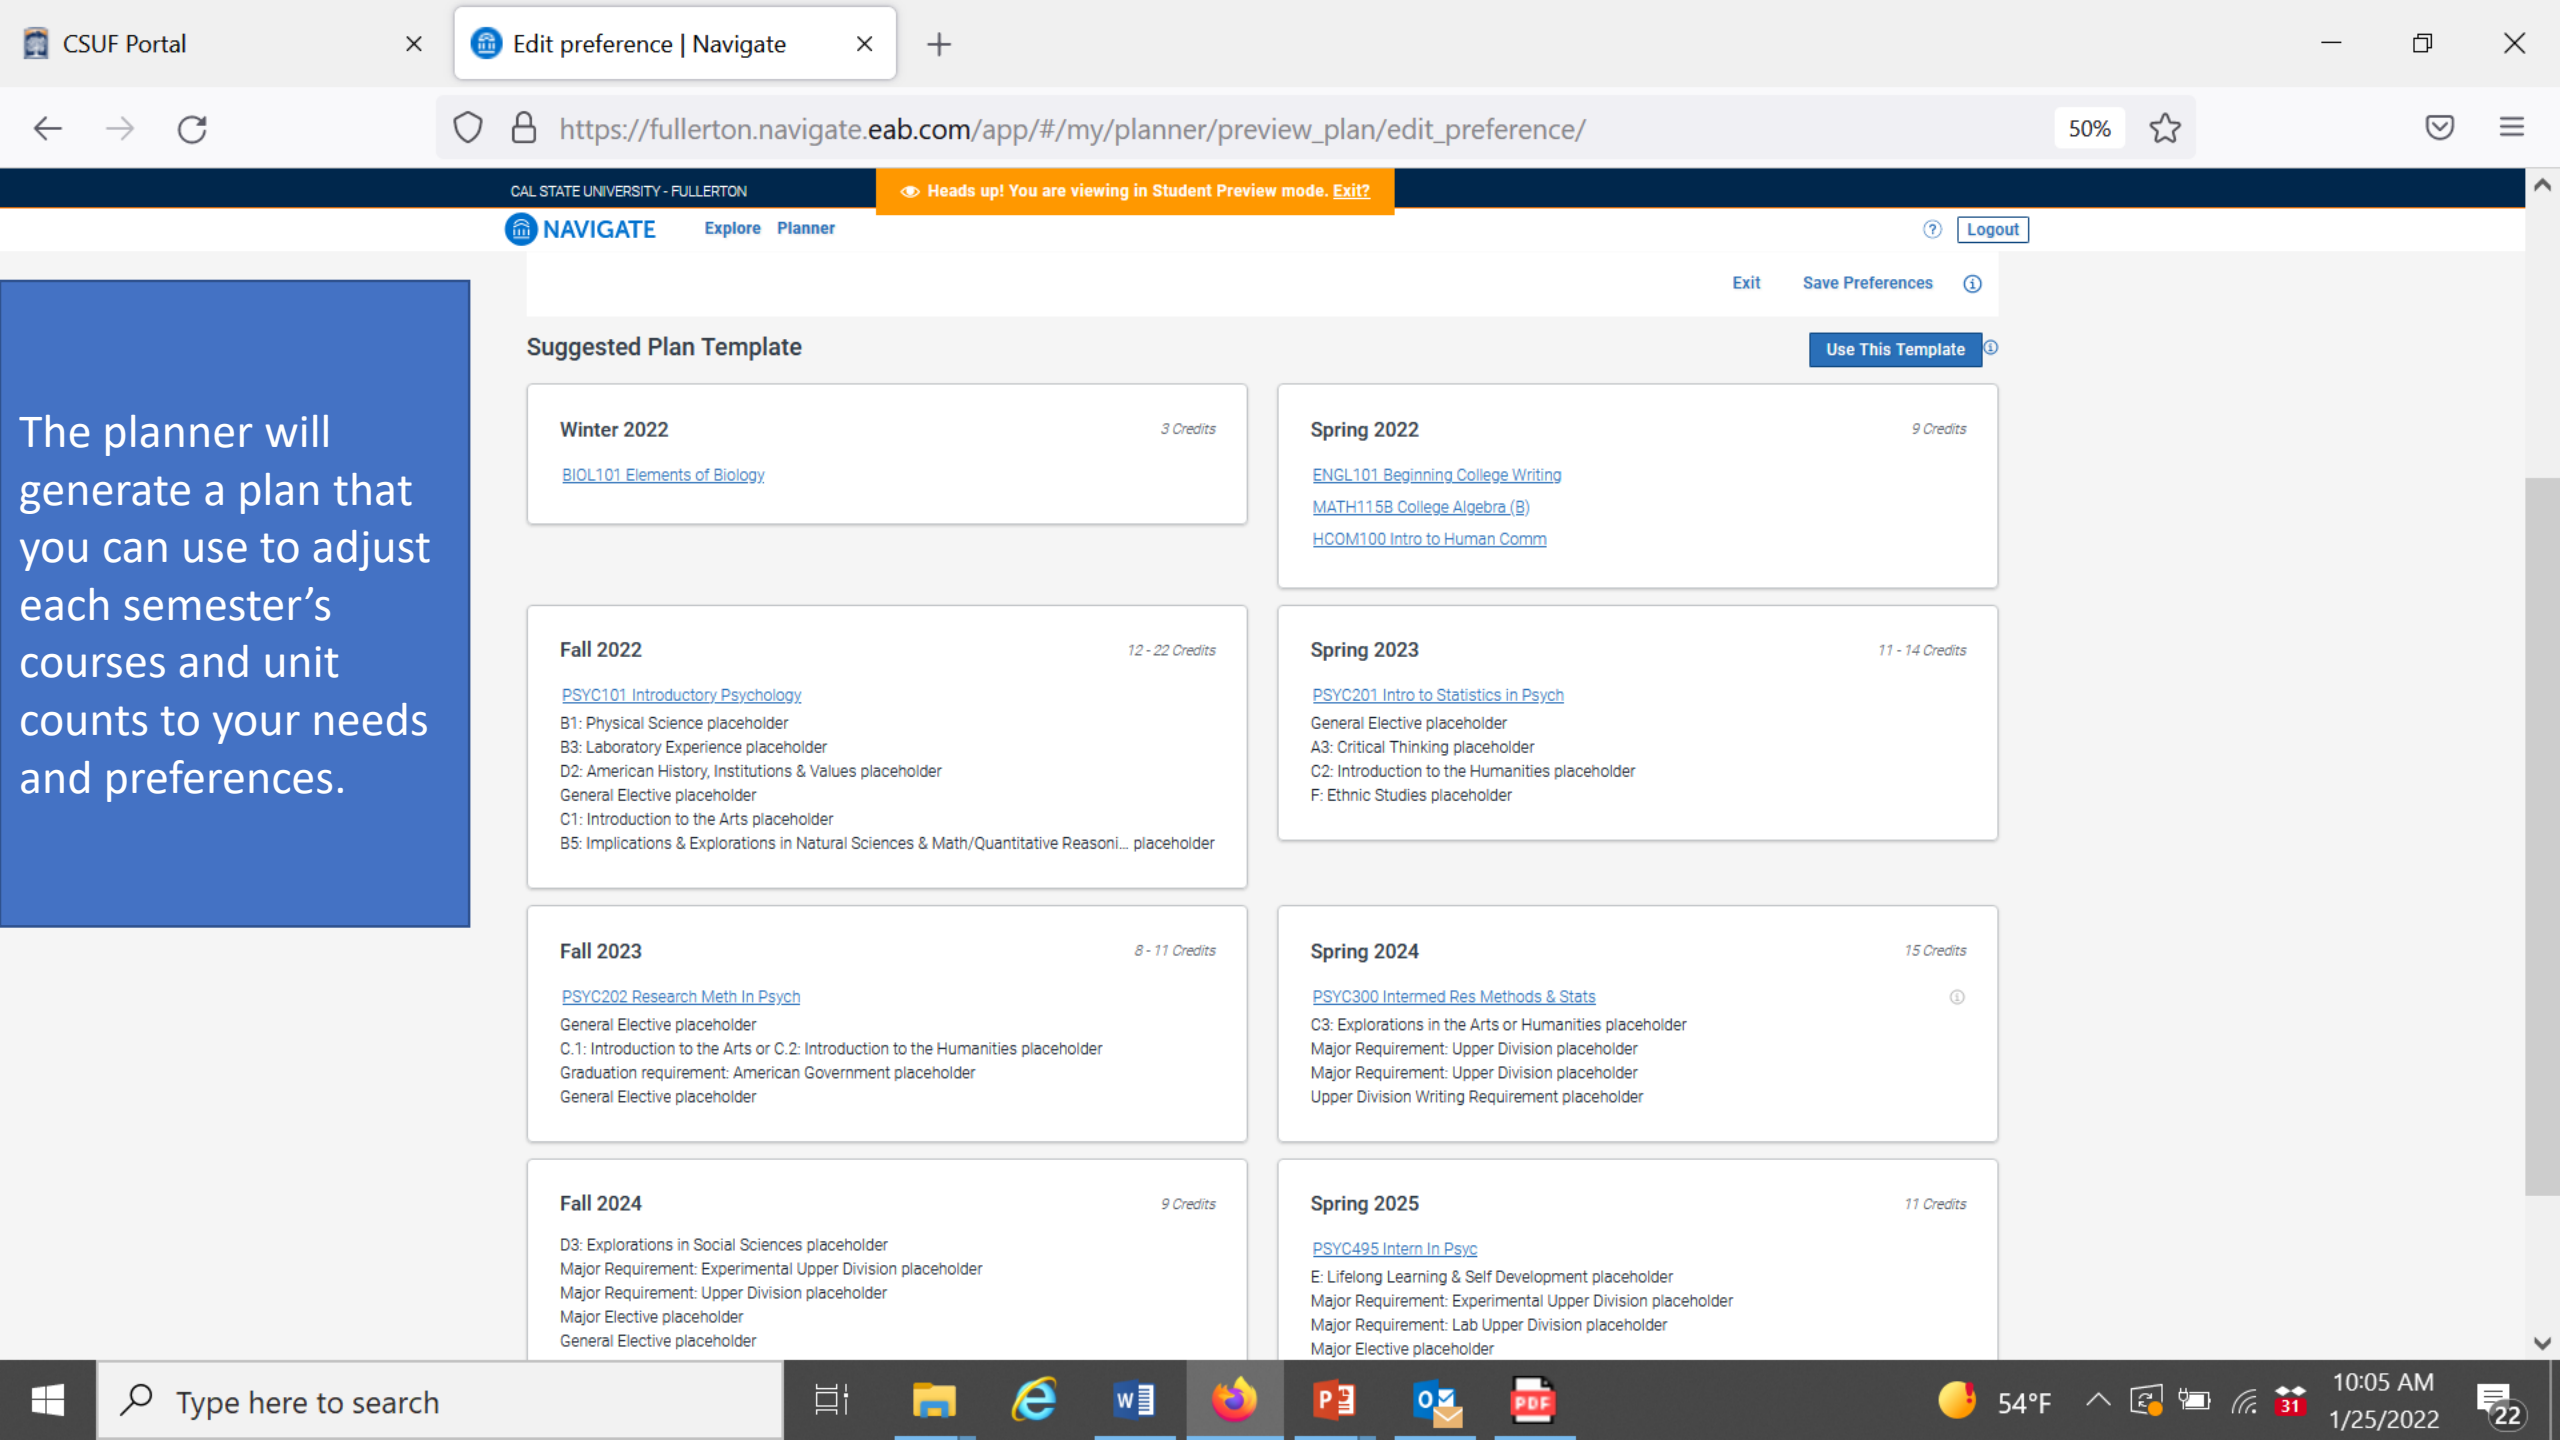 CSUF Portal
Edit preference | Navigate
https://fullerton.navigate.eab.com/app/#/my/planner/preview_plan/edit_preference/
50%
CAL STATE UNIVERSITY - FULLERTON
Heads up! You are viewing in Student Preview mode. Exit?
NAVIGATE
Explore
Planner
Logout
Exit
Save Preferences
The planner will
generate a plan that
you can use to adjust
each semester’s
courses and unit
counts to your needs
and preferences.
Suggested Plan Template
Use This Template
Winter 2022
3 Credits
BIOL101 Elements of Biology
Spring 2022
9 Credits
ENGL101 Beginning College Writing
MATH115B College Algebra (B)
HCOM100 Intro to Human Comm
Fall 2022
12 - 22 Credits
PSYC101 Introductory Psychology
B1: Physical Science placeholder
B3: Laboratory Experience placeholder
D2: American History, Institutions & Values placeholder
General Elective placeholder
C1: Introduction to the Arts placeholder
B5: Implications & Explorations in Natural Sciences & Math/Quantitative Reasoni... placeholder
Spring 2023
11 - 14 Credits
PSYC201 Intro to Statistics in Psych
General Elective placeholder
A3: Critical Thinking placeholder
C2: Introduction to the Humanities placeholder
F: Ethnic Studies placeholder
Fall 2023
8 - 11 Credits
PSYC202 Research Meth In Psych
General Elective placeholder
C.1: Introduction to the Arts or C.2: Introduction to the Humanities placeholder
Graduation requirement: American Government placeholder
General Elective placeholder
Spring 2024
15 Credits
PSYC300 Intermed Res Methods & Stats
C3: Explorations in the Arts or Humanities placeholder
Major Requirement: Upper Division placeholder
Major Requirement: Upper Division placeholder
Upper Division Writing Requirement placeholder
Fall 2024
9 Credits
D3: Explorations in Social Sciences placeholder
Major Requirement: Experimental Upper Division placeholder
Major Requirement: Upper Division placeholder
Major Elective placeholder
General Elective placeholder
Spring 2025
11 Credits
PSYC495 Intern In Psyc
E: Lifelong Learning & Self Development placeholder
Major Requirement: Experimental Upper Division placeholder
Major Requirement: Lab Upper Division placeholder
Major Elective placeholder
Type here to search
PDF
54°F
31
10:05 AM
1/25/2022
22